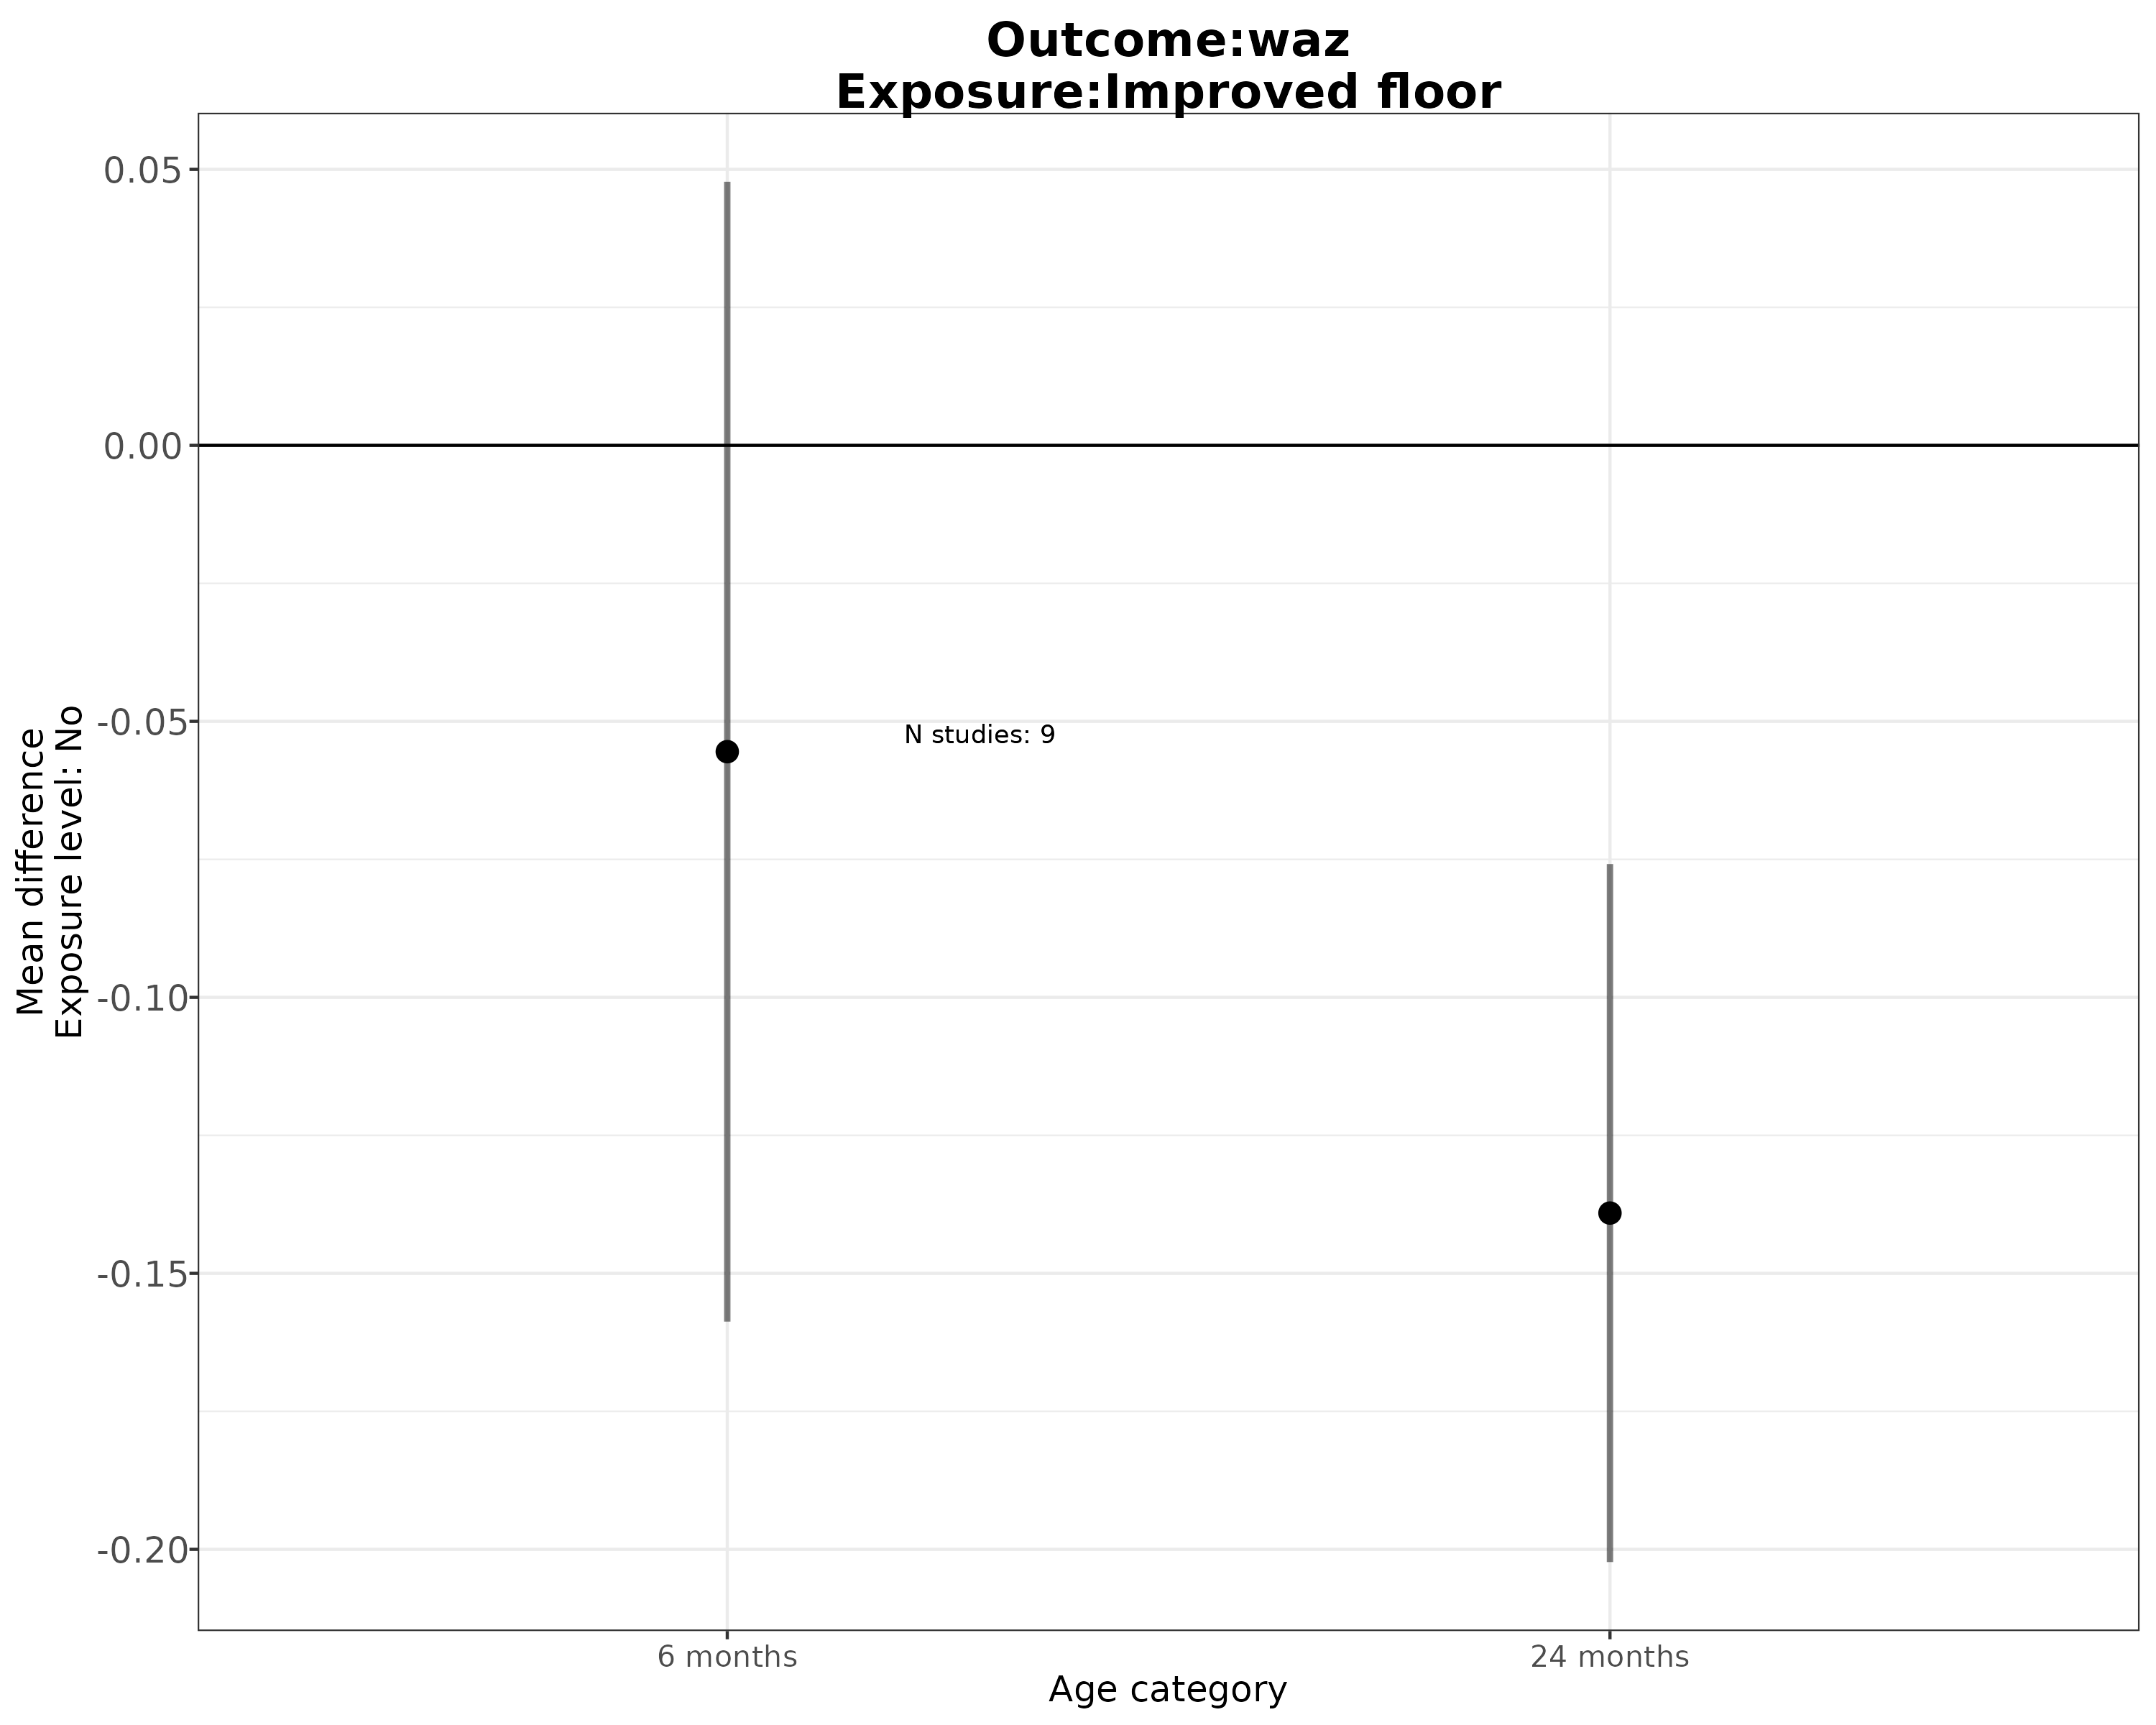 Outcome:waz
Exposure:Improved floor
Mean difference
Exposure level: No
0.05
0.00
-0.05
-0.10
-0.15
-0.20
N studies: 9
6 months
24 months
Age category